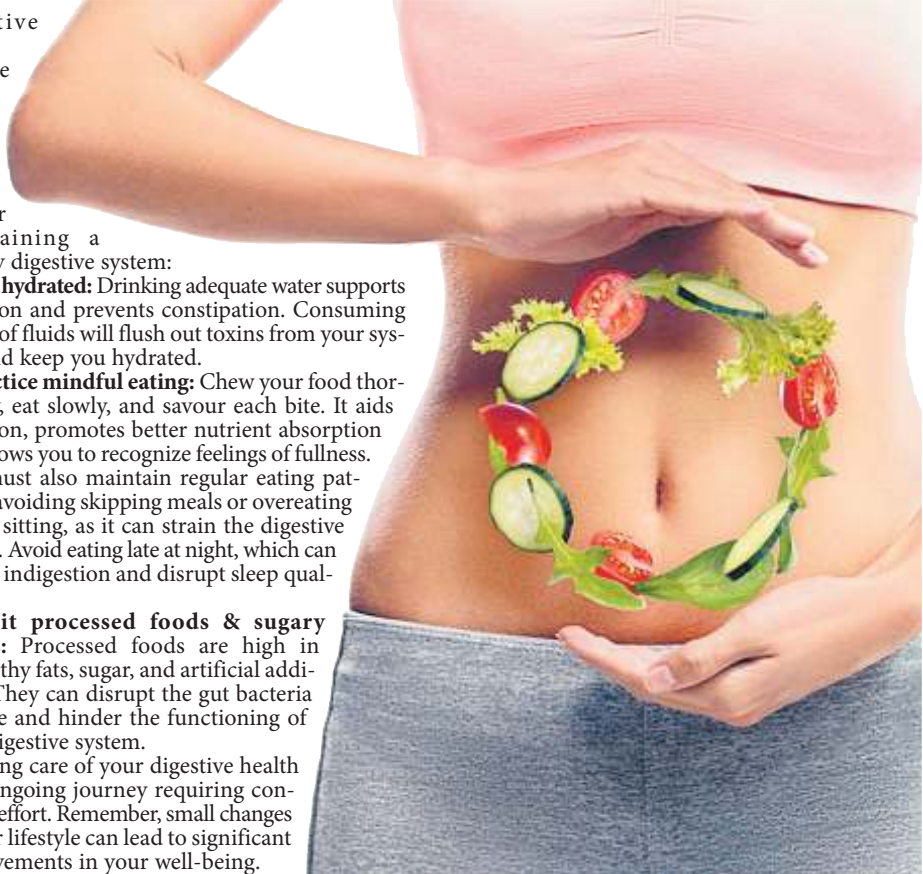 tive
e
r
aining a
y digestive system:
hydrated: Drinking adequate water supports
on and prevents constipation. Consuming
of fluids will flush out toxins from your sys-
nd keep you hydrated.
ctice mindful eating: Chew your food thor-
, eat slowly, and savour each bite. It aids
on, promotes better nutrient absorption
ows you to recognize feelings of fullness.
ust also maintain regular eating pat-
avoiding skipping meals or overeating
sitting, as it can strain the digestive
. Avoid eating late at night, which can
indigestion and disrupt sleep qual-
it processed foods & sugary
: Processed foods are high in
thy fats, sugar, and artificial addi-
They can disrupt the gut bacteria
e and hinder the functioning of
igestive system.
ng care of your digestive health
ngoing journey requiring con-
effort. Remember, small changes
r lifestyle can lead to significant
vements in your well-being.